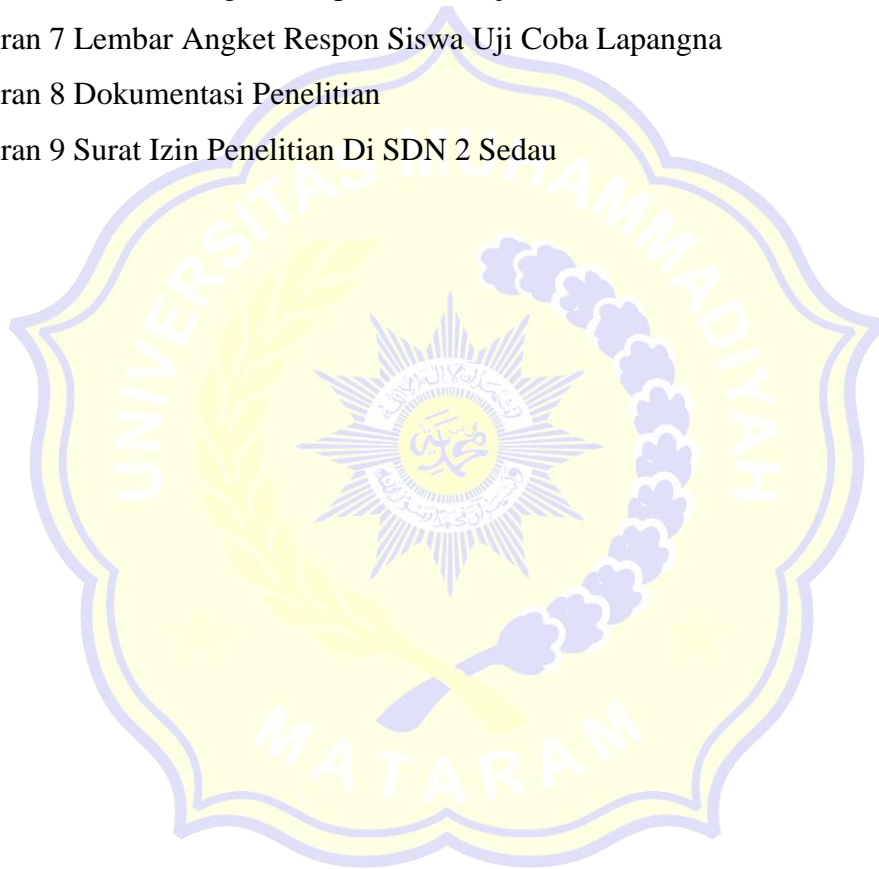 ran 7 Lembar Angket Respon Siswa Uji Coba Lapangna
ran 8 Dokumentasi Penelitian
ran 9 Surat Izin Penelitian Di SDN 2 Sedau
UNIVERSITAS MUHAMMADIYAH
MATARAM